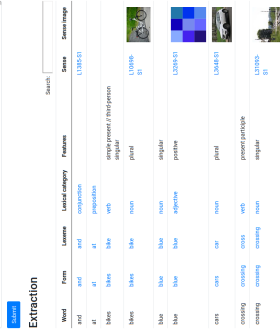 Submit
Extraction
Search:
Word Form Lexeme Lexical category Features Sense Sense image
and and and conjunction L1385-S1
at at at preposition
bikes bikes bike verb simple present // third-person singular
bikes bikes bike noun plural L10698-S1
blue blue blue noun singular
blue blue blue adjective positive L3269-S1
cars cars car noun plural L3648-S1
crossing crossing cross verb present participle
crossing crossing crossing noun singular L31093-S1